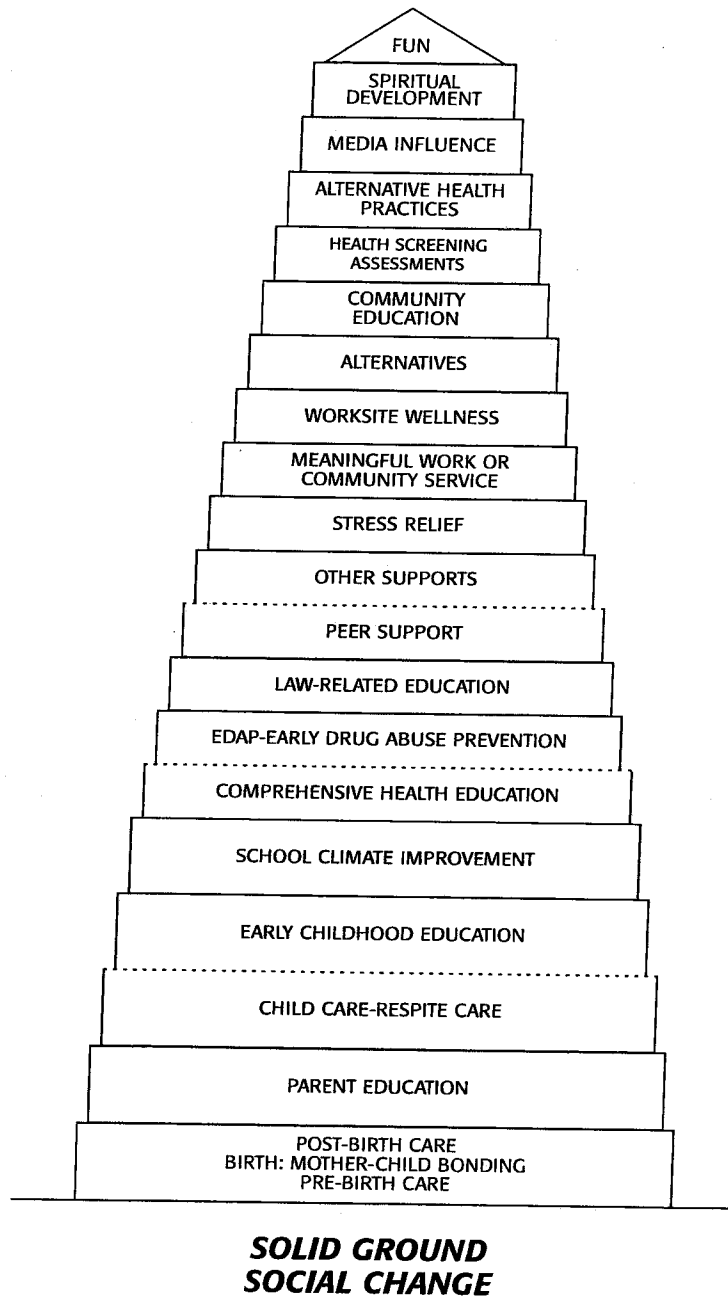 FUN
SPIRITUAL
DEVELOPMENT
MEDIA INFLUENCE
ALTERNATIVE HEALTH
PRACTICES
HEALTH SCREENING
ASSESSMENTS
COMMUNITY
EDUCATION
ALTERNATIVES
WORKSITE WELLNESS
MEANINGFUL WORK OR
COMMUNITY SERVICE
STRESS RELIEF
OTHER SUPPORTS
PEER SUPPORT
LAW-RELATED EDUCATION
EDAP-EARLY DRUG ABUSE PREVENTION
COMPREHENSIVE HEALTH EDUCATION
SCHOOL CLIMATE IMPROVEMENT
EARLY CHILDHOOD EDUCATION
CHILD CARE-RESPITE CARE
PARENT EDUCATION
POST-BIRTH CARE
BIRTH: MOTHER-CHILD BONDING
PRE-BIRTH CARE
SOLID GROUND
SOCIAL CHANGE